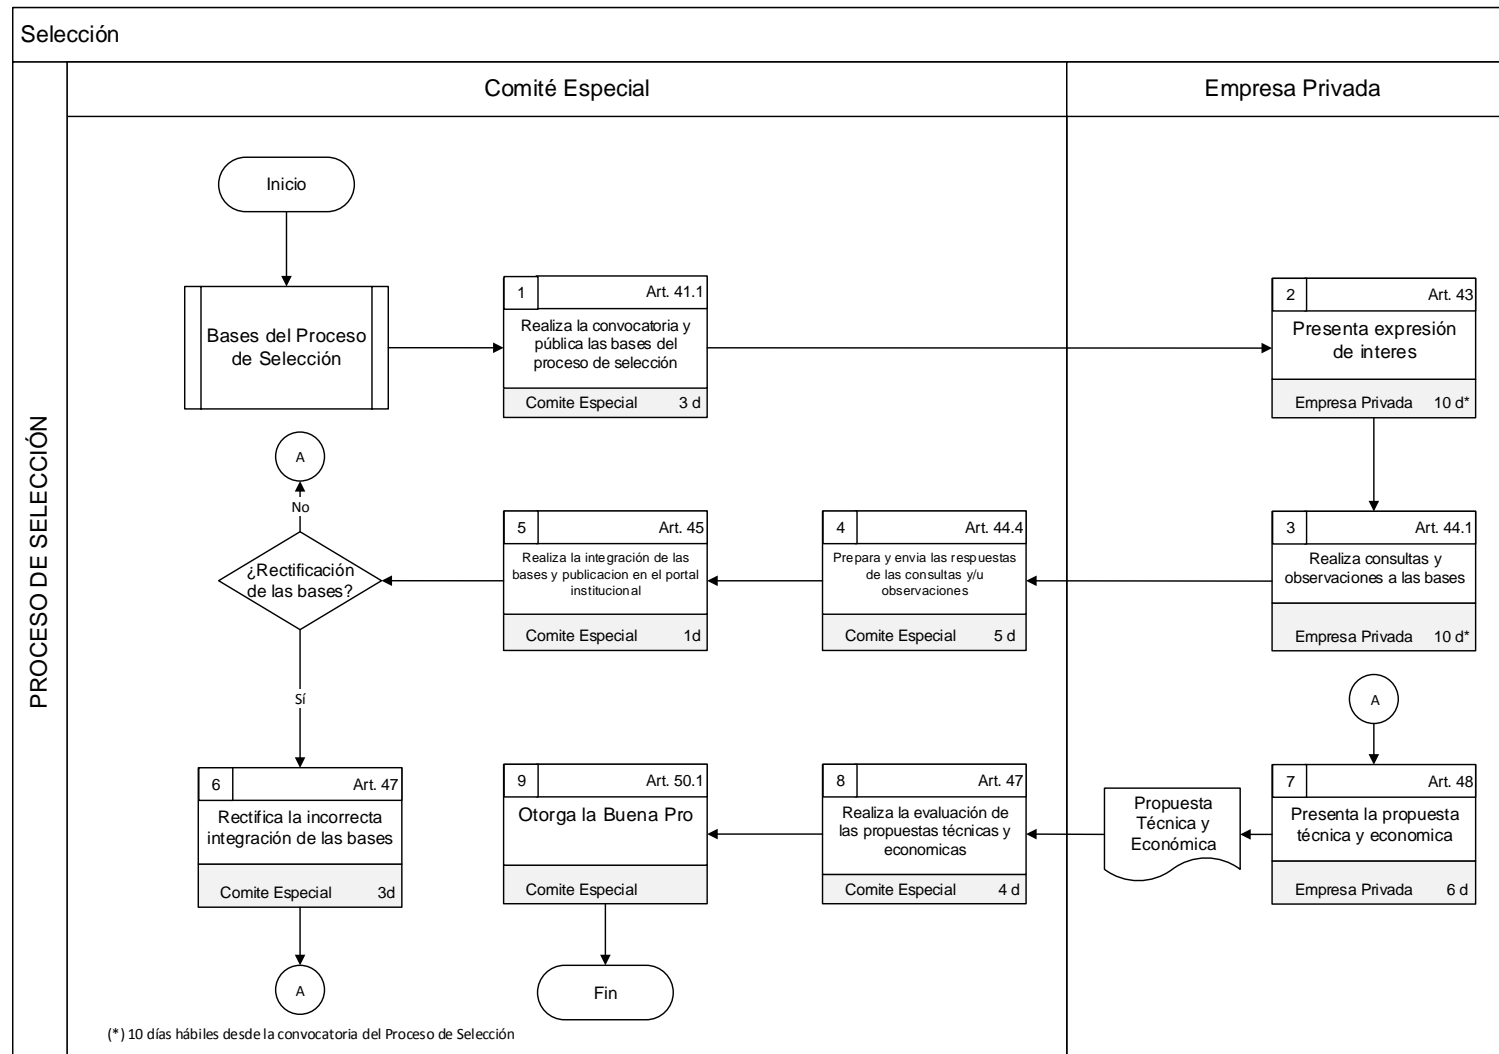 Selección
PROCESO DE SELECCIÓN
Comité Especial
Empresa Privada
Inicio
Bases del Proceso
de Selección
1
Art. 41.1
Realiza la convocatoria y
pública las bases del
proceso de selección
Comite Especial 3 d
2
Art. 43
Presenta expresión
de interes
Empresa Privada 10 d*
3
Art. 44.1
Realiza consultas y
observaciones a las bases
Empresa Privada 10 d*
4
Art. 44.4
Prepara y envia las respuestas
de las consultas y/u
observaciones
Comite Especial 5 d
5
Art. 45
Realiza la integración de las
bases y publicacion en el portal
institucional
Comite Especial 1d
¿Rectificación
de las bases?
No
A
Sí
6
Art. 47
Rectifica la incorrecta
integración de las bases
Comite Especial 3d
A
A
7
Art. 48
Presenta la propuesta
técnica y economica
Empresa Privada 6 d
Propuesta
Técnica y
Económica
8
Art. 47
Realiza la evaluación de
las propuestas técnicas y
economicas
Comite Especial 4 d
9
Art. 50.1
Otorga la Buena Pro
Comite Especial
Fin
(*) 10 días hábiles desde la convocatoria del Proceso de Selección